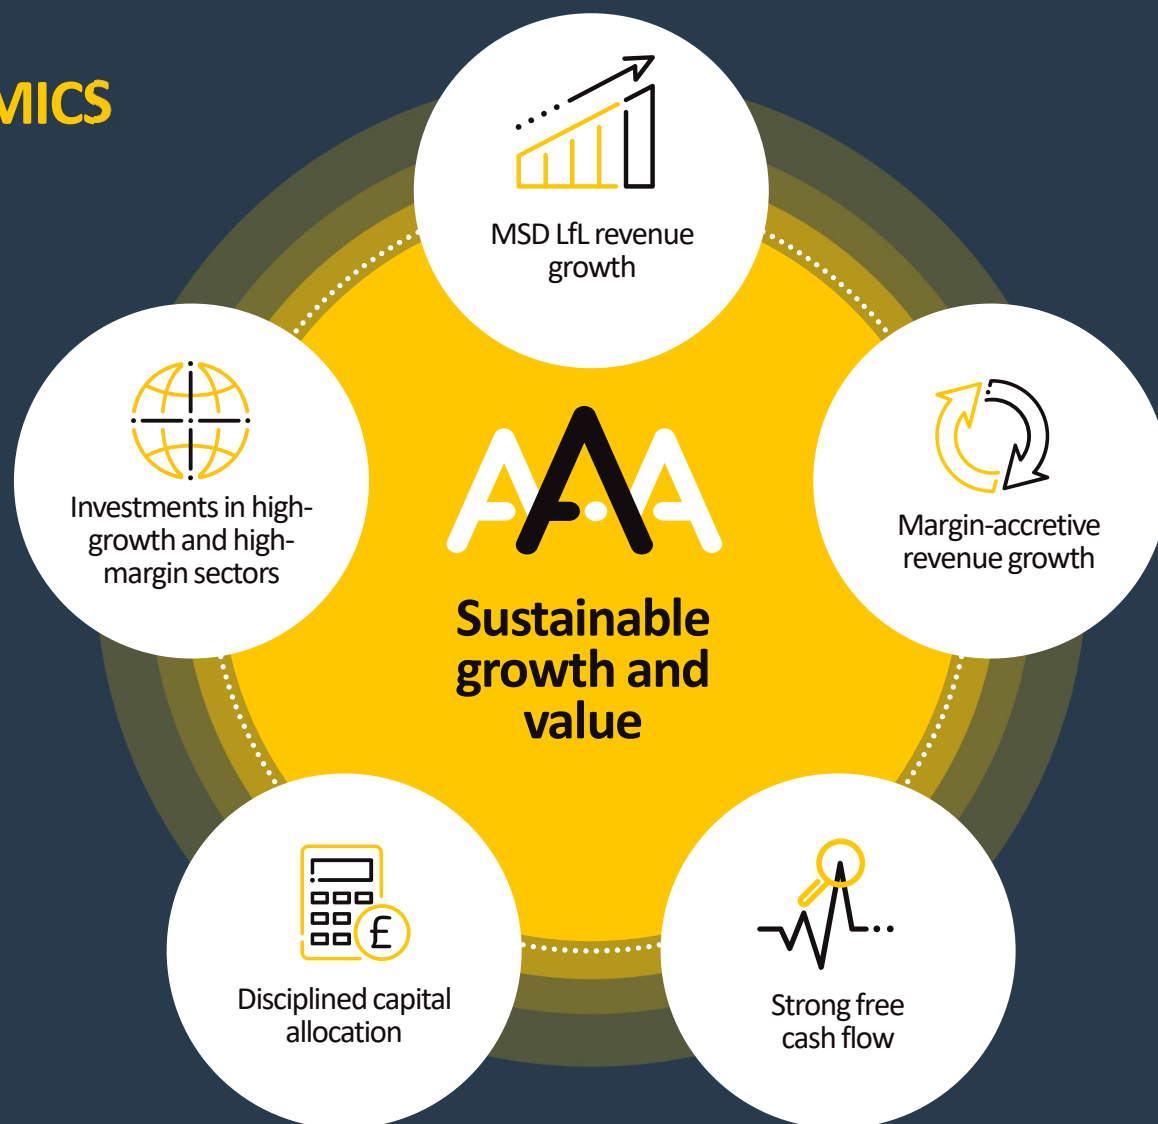 MICS
MSD LfL revenue
growth
Margin-accretive
revenue growth
Strong free
cash flow
£
Disciplined capital
allocation
Investments in high-
growth and high-
margin sectors
AAA
Sustainable
growth and
value